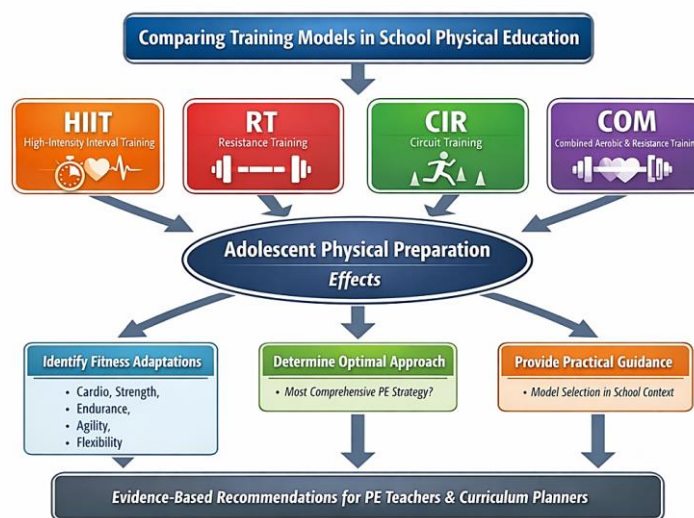 Comparing Training Models in School Physical Education
HIIT
High-Intensity Interval Training
RT
Resistance Training
CIR
Circuit Training
COM
Combined Aerobic & Resistance Training
Adolescent Physical Preparation
Effects
Identify Fitness Adaptations
• Cardio, Strength,
• Endurance,
• Agility,
• Flexibility
Determine Optimal Approach
• Most Comprehensive PE Strategy?
Provide Practical Guidance
• Model Selection in School Context
Evidence-Based Recommendations for PE Teachers & Curriculum Planners